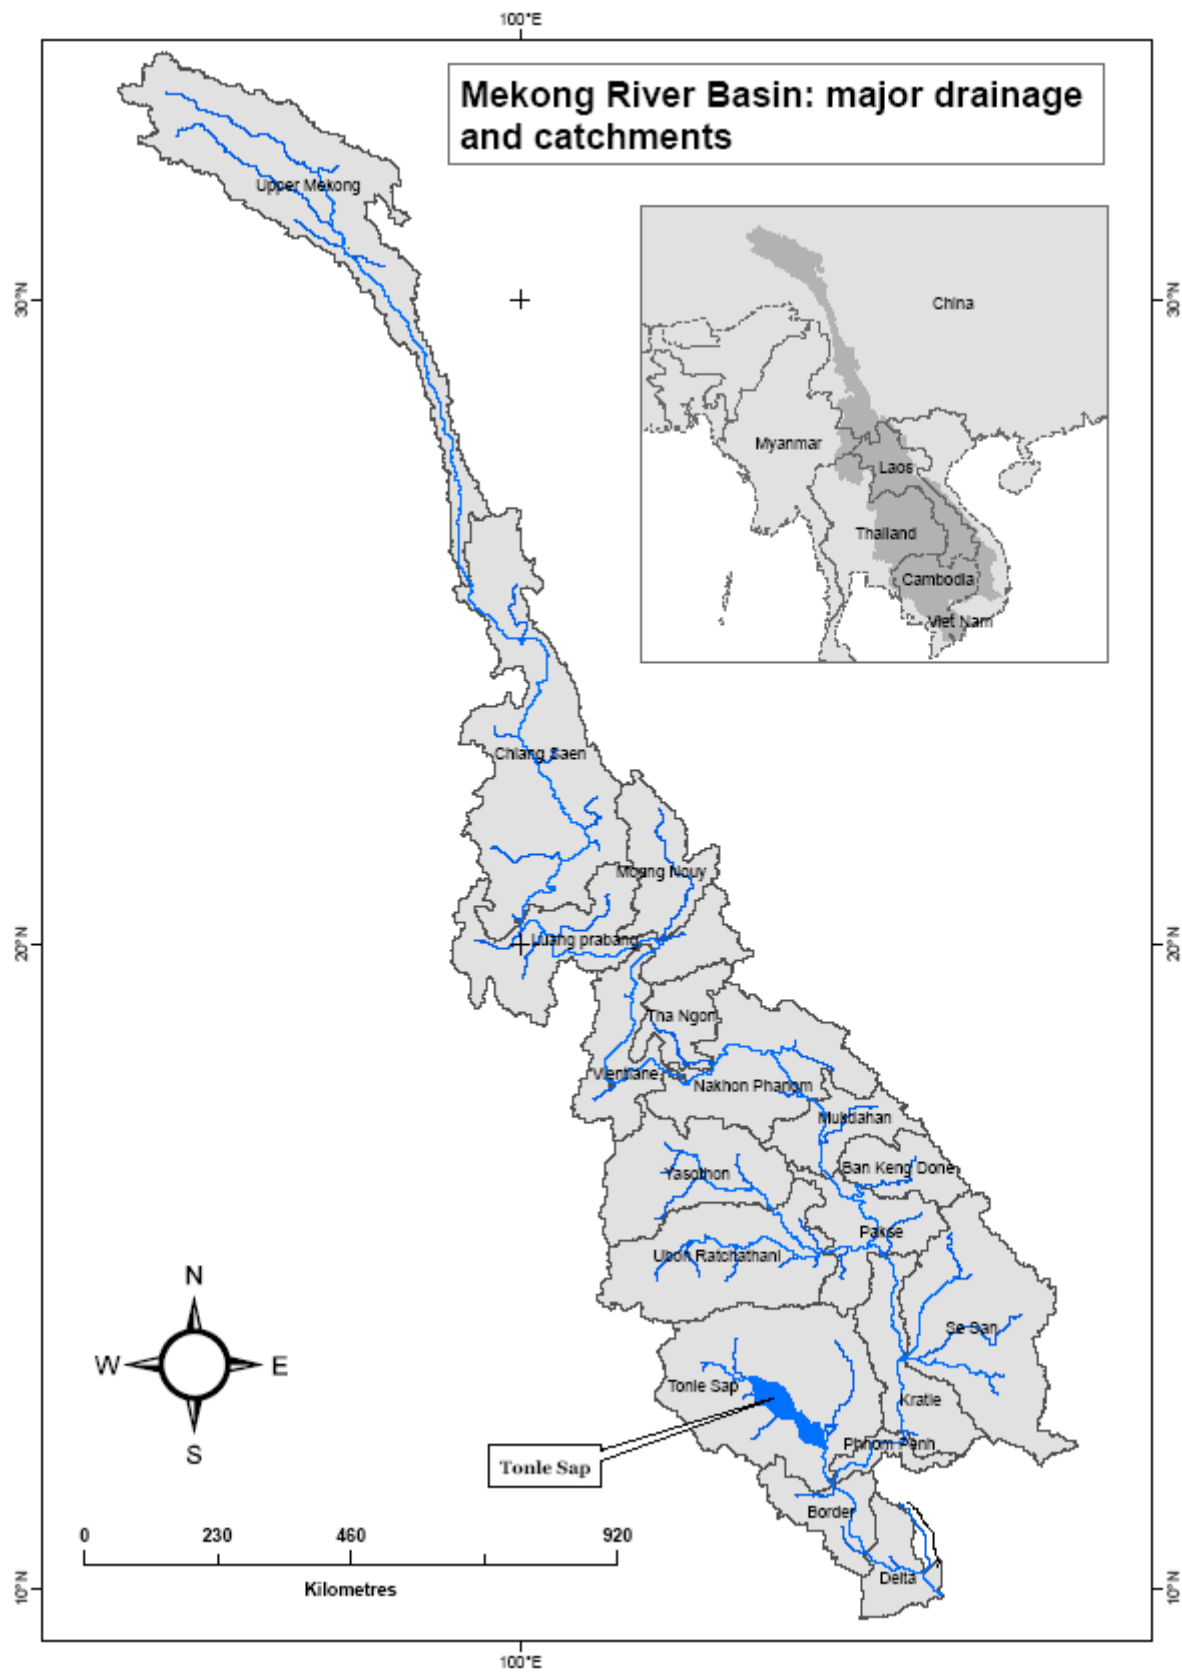 100°E
Mekong River Basin: major drainage
and catchments
Upper Mekong
30°N
30°N
China
Myanmar
Laos
Thailand
Cambodia
Viet Nam
Chiang Saen
Moung Nouy
20°N
Luang prabang
20°N
Tha Ngon
Vientiane
Nakhon Phanom
Mukdahan
Ban Keng Done
Yasothon
Pakse
Ubon Ratchathani
N
W
E
S
Se San
Tonle Sap
Kratie
Phnom Penh
Tonle Sap
Border
0
230
460
920
Kilometres
Delta
10°N
10°N
100°E